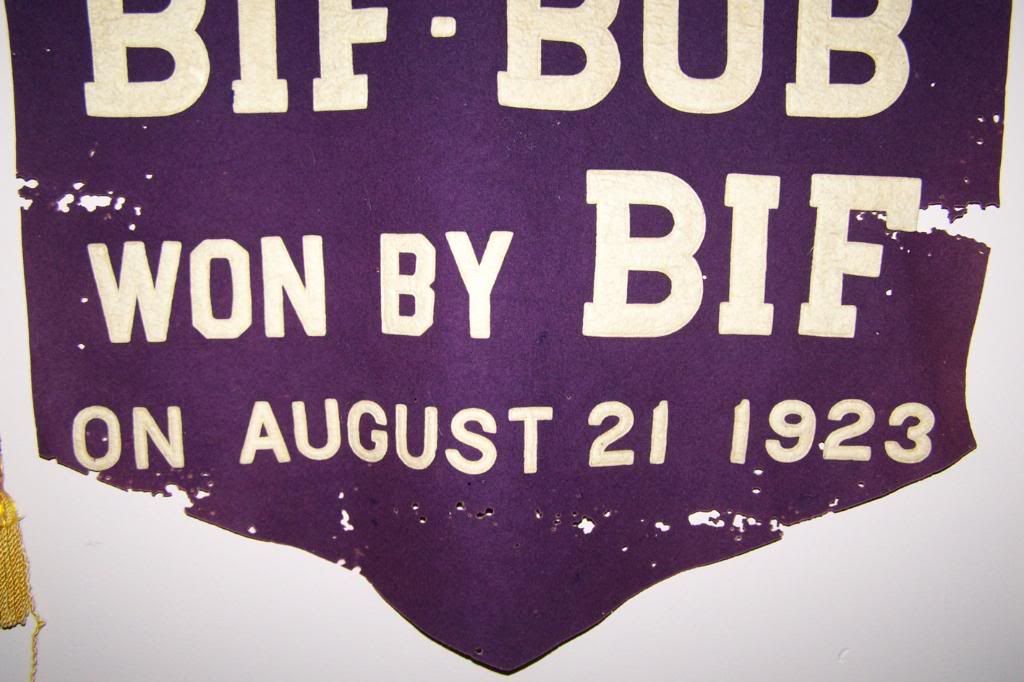 BIF·BUB
WON BY BIF
ON AUGUST 21 1923